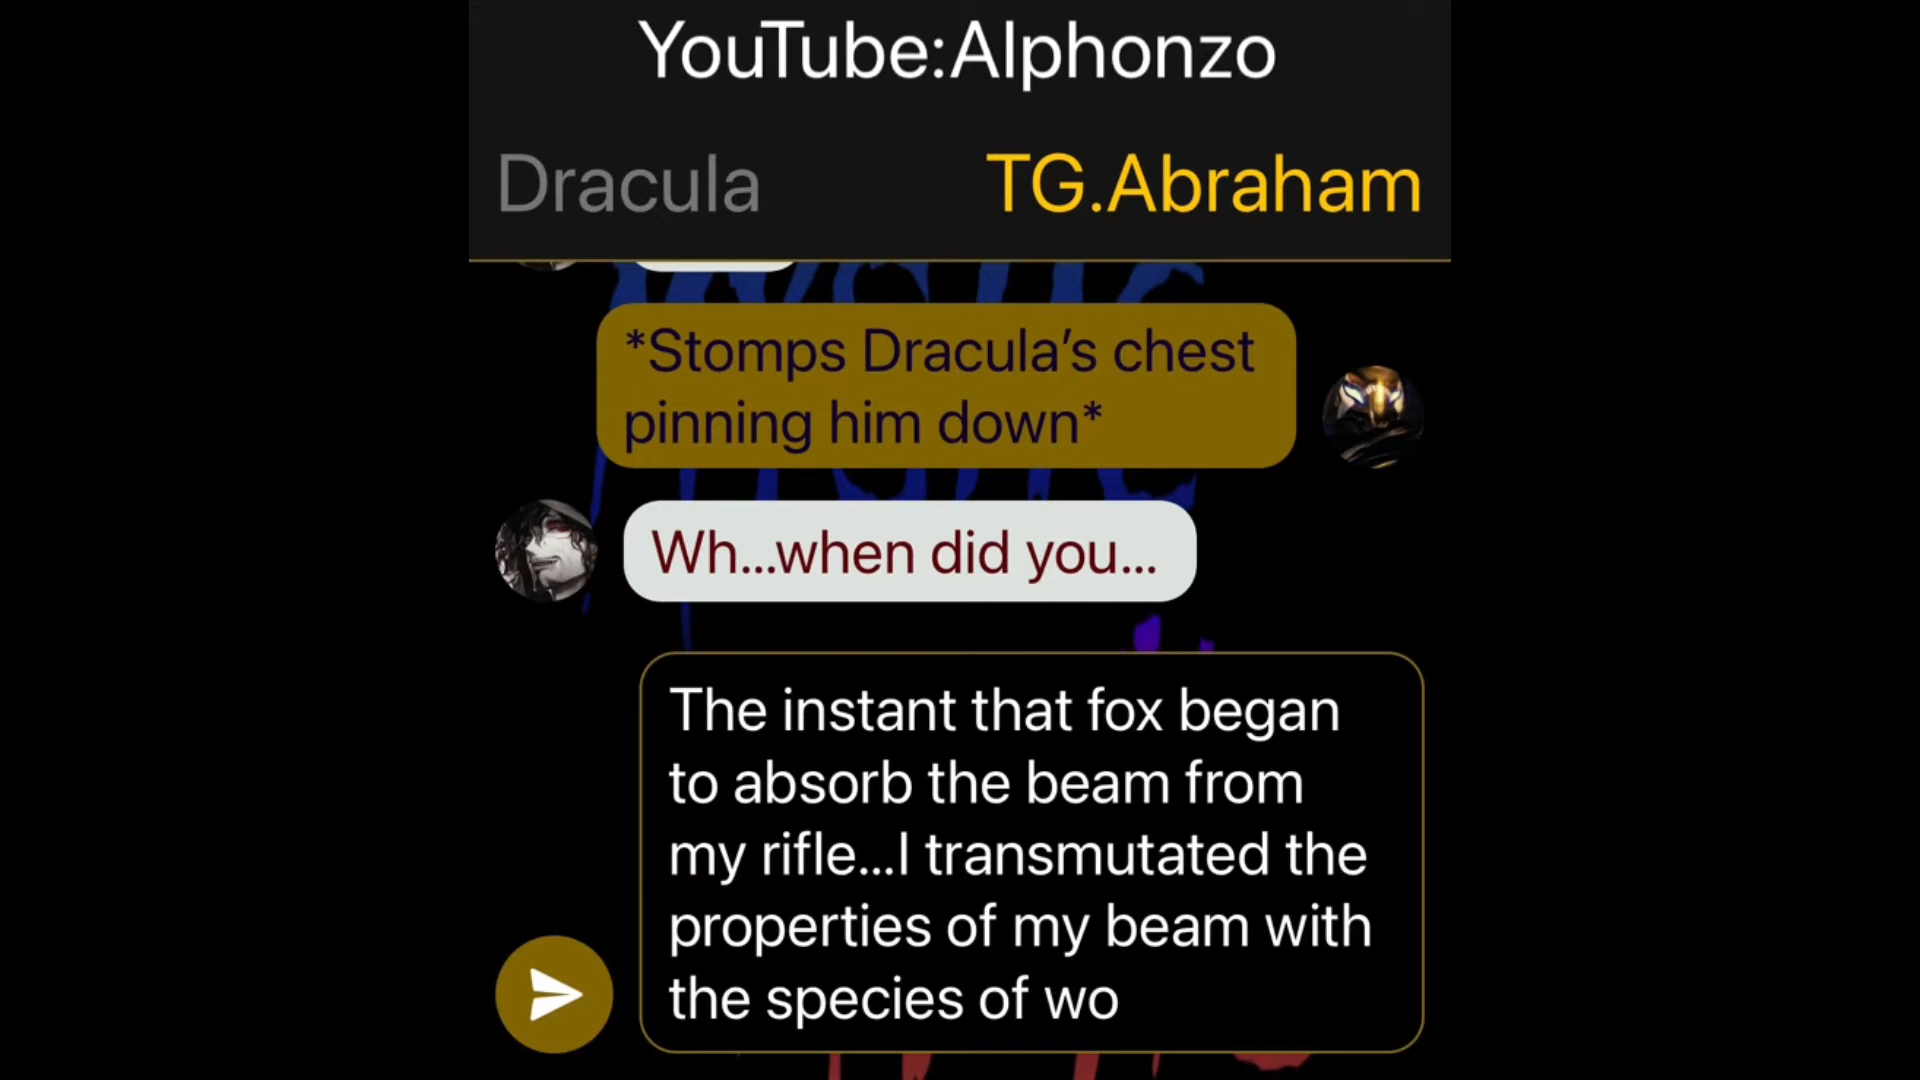 YouTube:Alphonzo
Dracula
TG.Abraham
*Stomps Dracula’s chest
pinning him down*
Wh...when did you...
The instant that fox began
to absorb the beam from
my rifle...I transmutated the
properties of my beam with
the species of wo